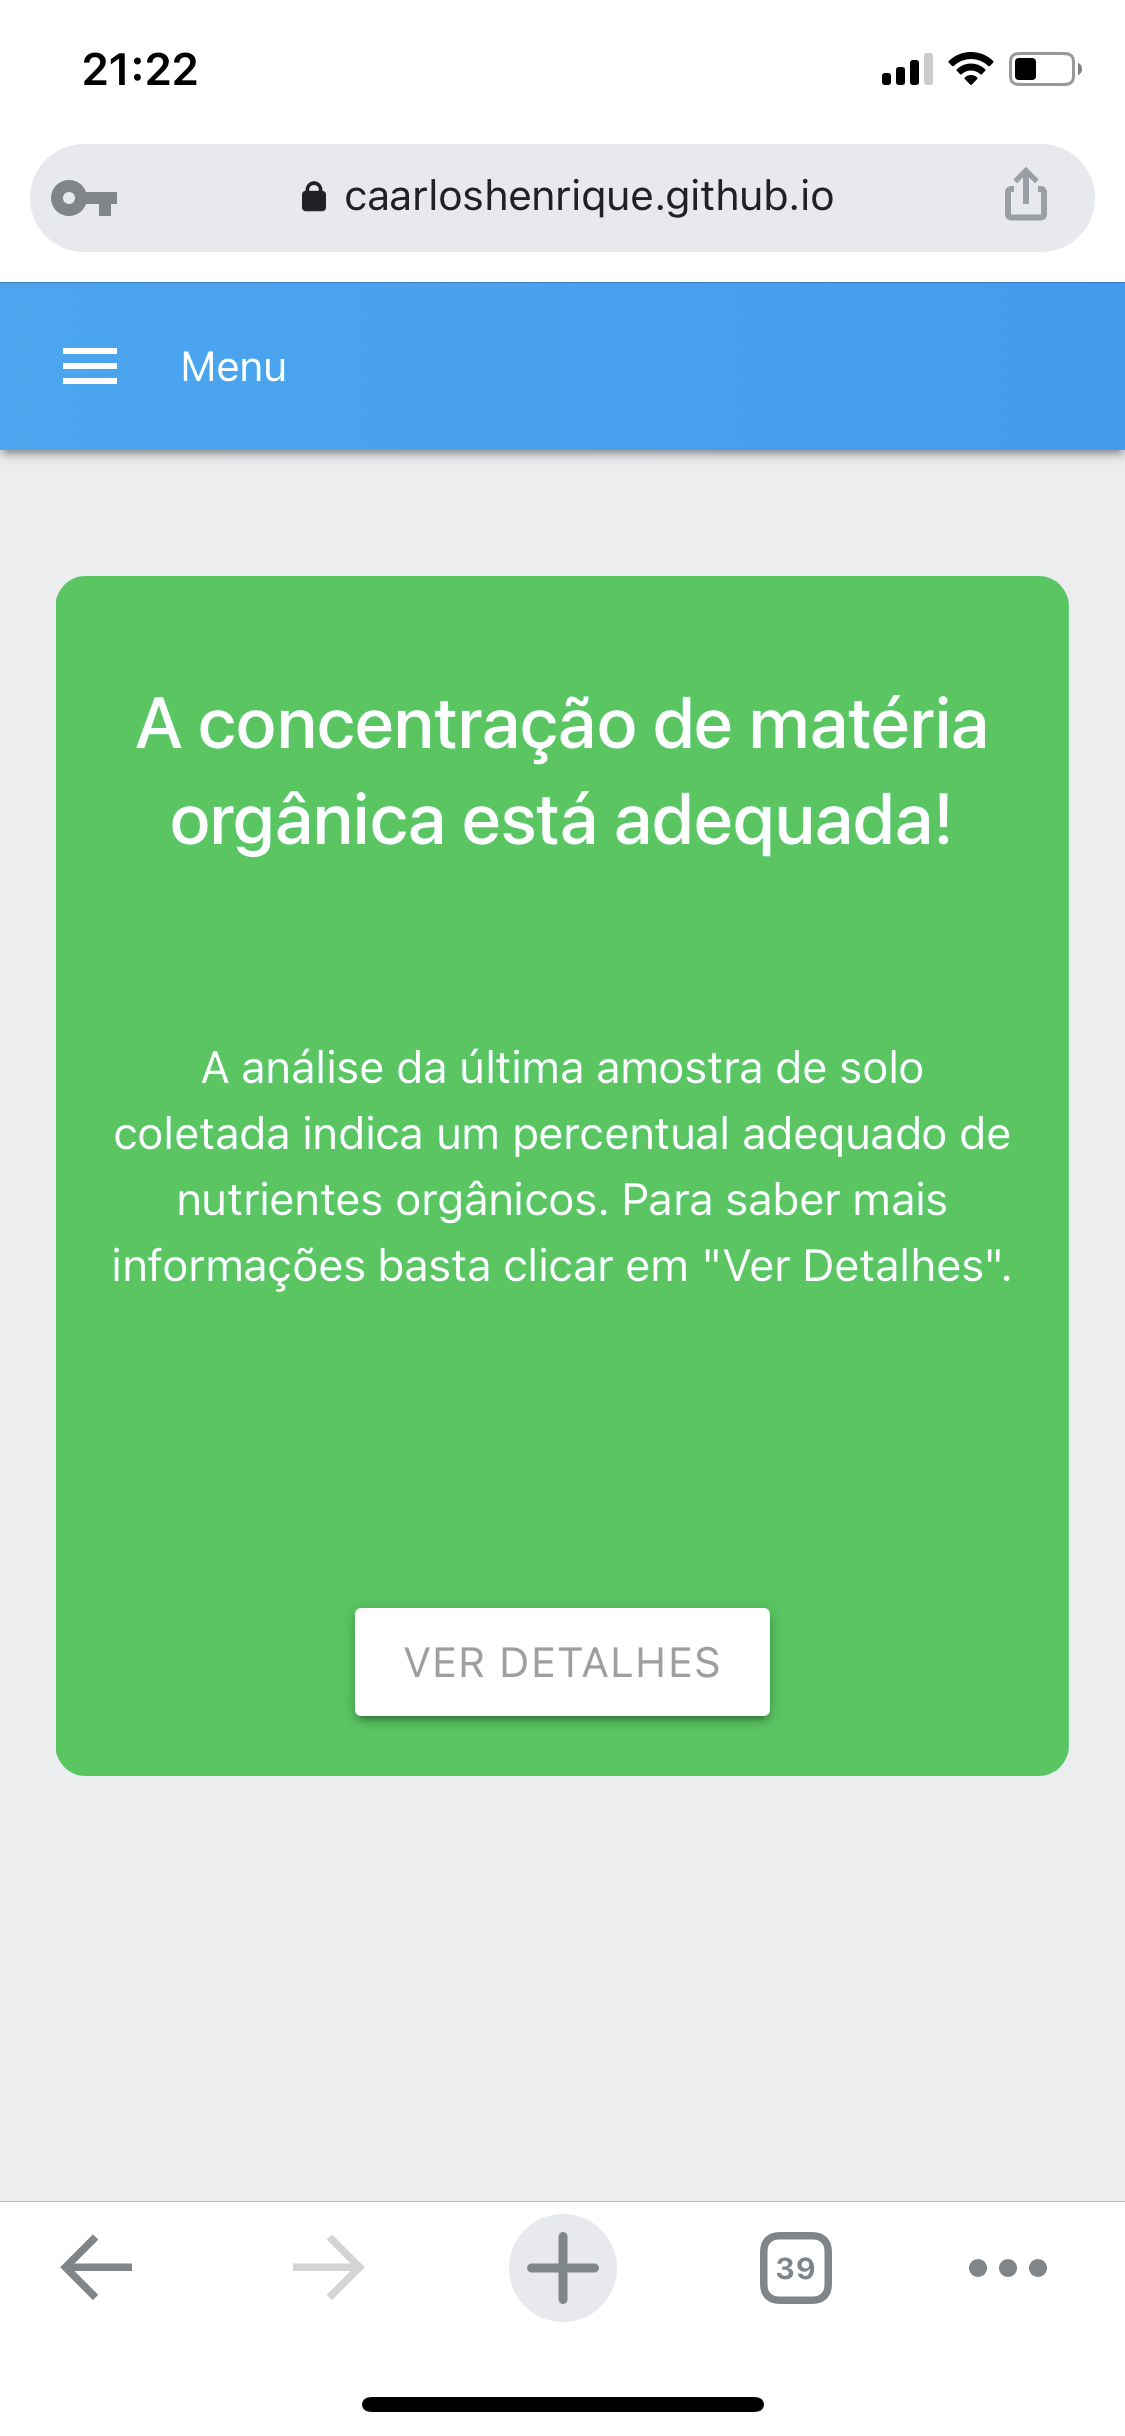 21:22
caarloshenrique.github.io
Menu
A concentração de matéria
orgânica está adequada!
A análise da última amostra de solo
coletada indica um percentual adequado de
nutrientes orgânicos. Para saber mais
informações basta clicar em "Ver Detalhes".
VER DETALHES
39